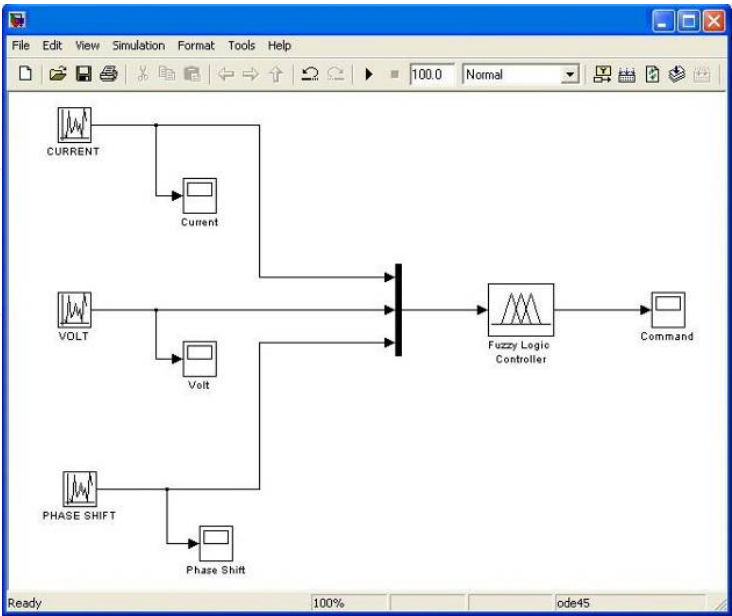 File Edit View Simulation Format Tools Help
100.0 Normal
CURRENT
Current
VOLT
Volt
Fuzzy Logic
Controller
Command
PHASE SHIFT
Phase Shift
Ready 100% ode45